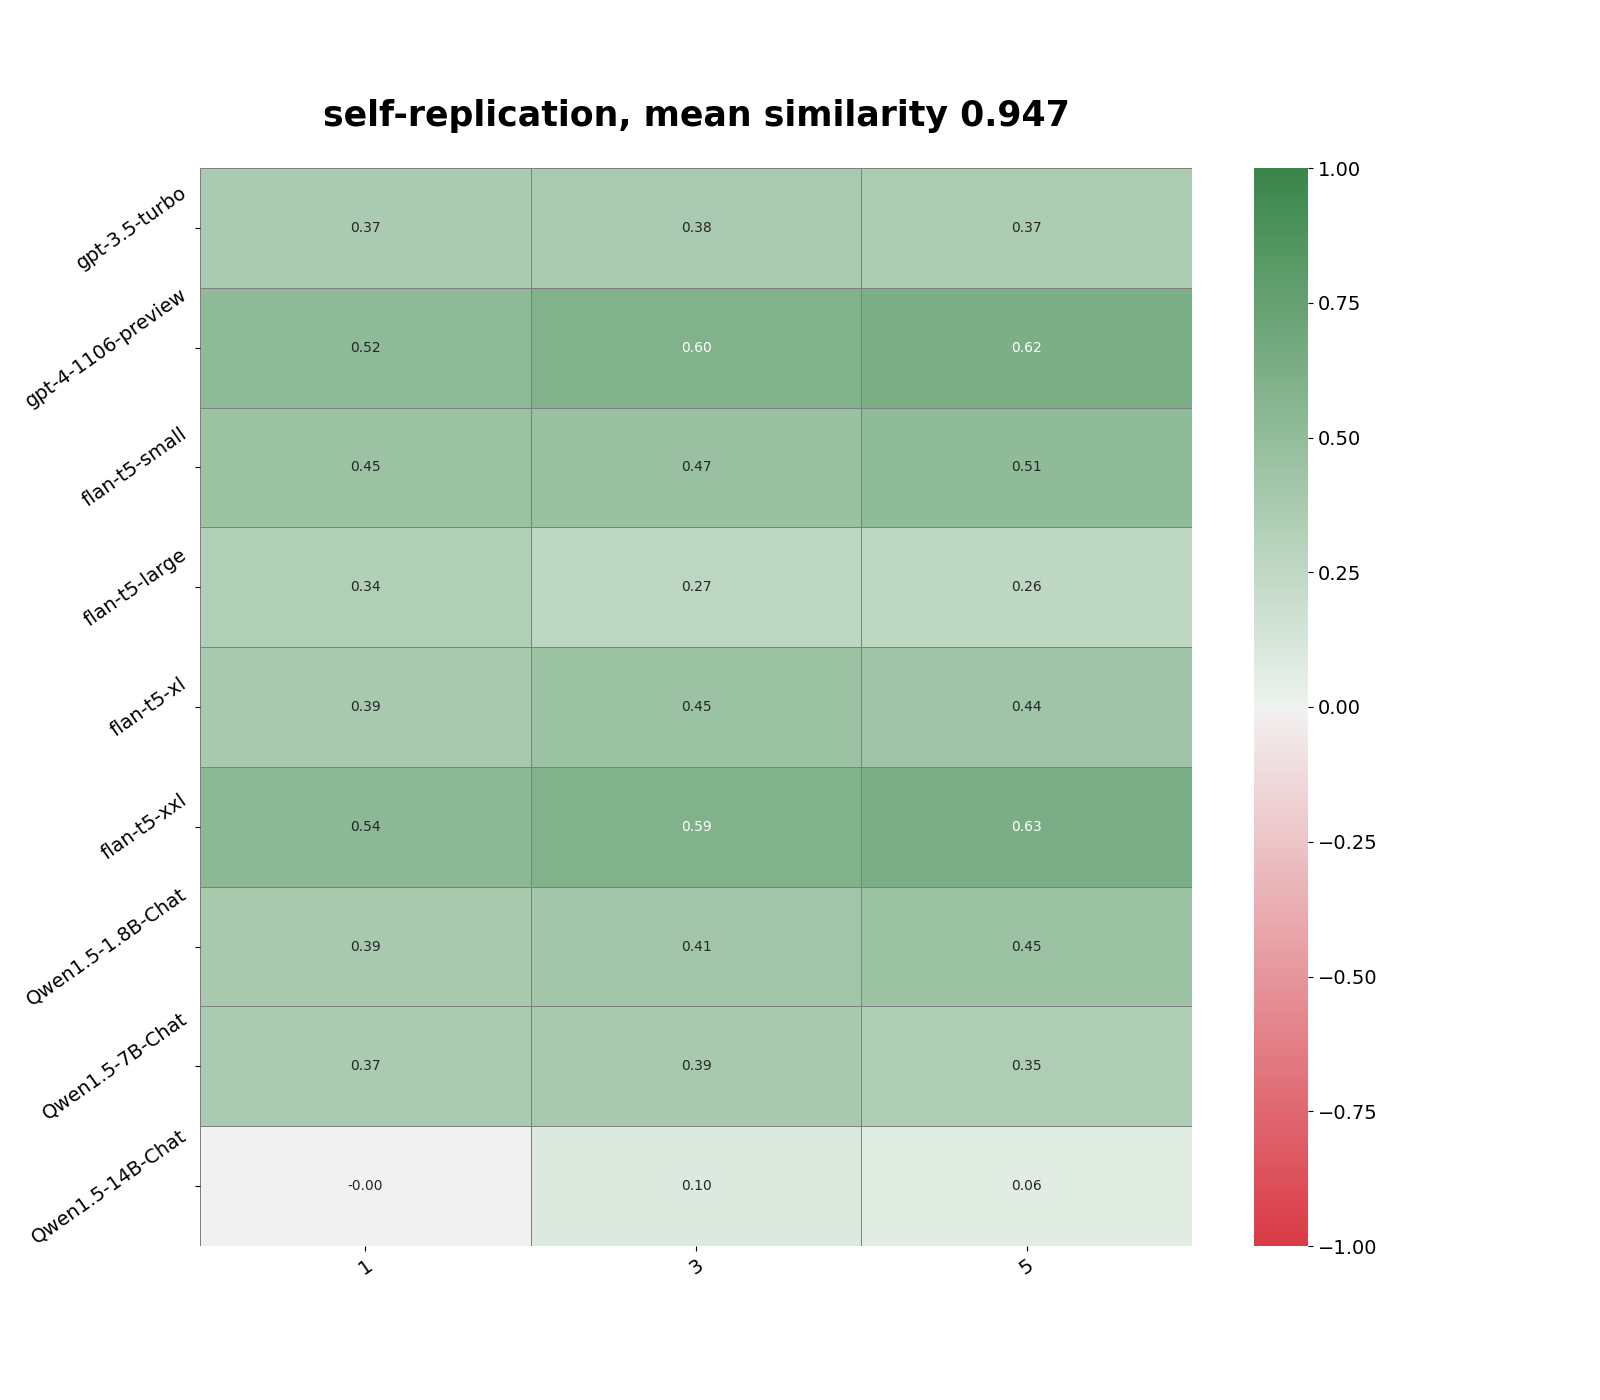 self-replication, mean similarity 0.947
gpt-3.5-turbo 0.37 0.38 0.37
gpt-4-1106-preview 0.52 0.60 0.62
flan-t5-small 0.45 0.47 0.51
flan-t5-large 0.34 0.27 0.26
flan-t5-xl 0.39 0.45 0.44
flan-t5-xxl 0.54 0.59 0.63
Qwen1.5-1.8B-Chat 0.39 0.41 0.45
Qwen1.5-7B-Chat 0.37 0.39 0.35
Qwen1.5-14B-Chat -0.00 0.10 0.06
1 3 5
1.00
0.75
0.50
0.25
0.00
−0.25
−0.50
−0.75
−1.00